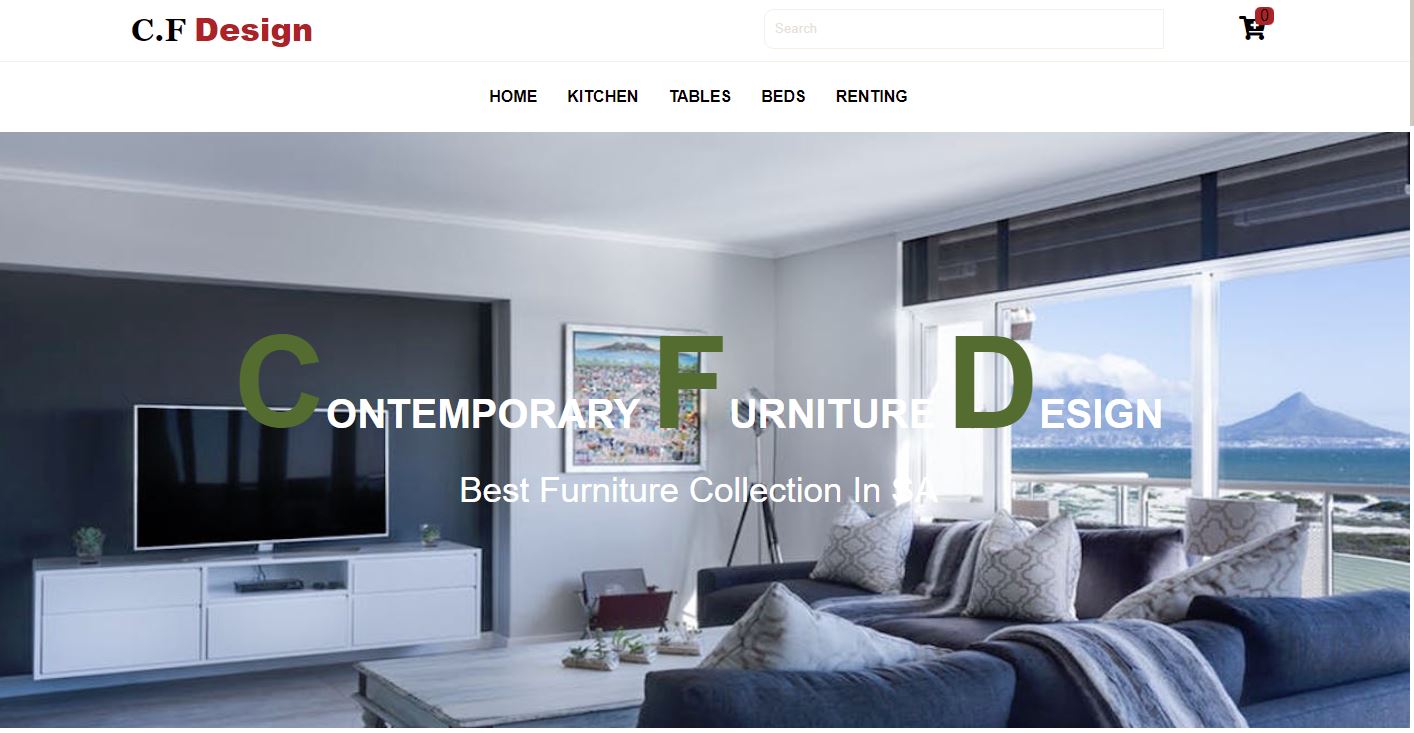 C.F Design
Search
0
HOME KITCHEN TABLES BEDS RENTING
CONTEMPORARY FURNITURE DESIGN
Best Furniture Collection In SA